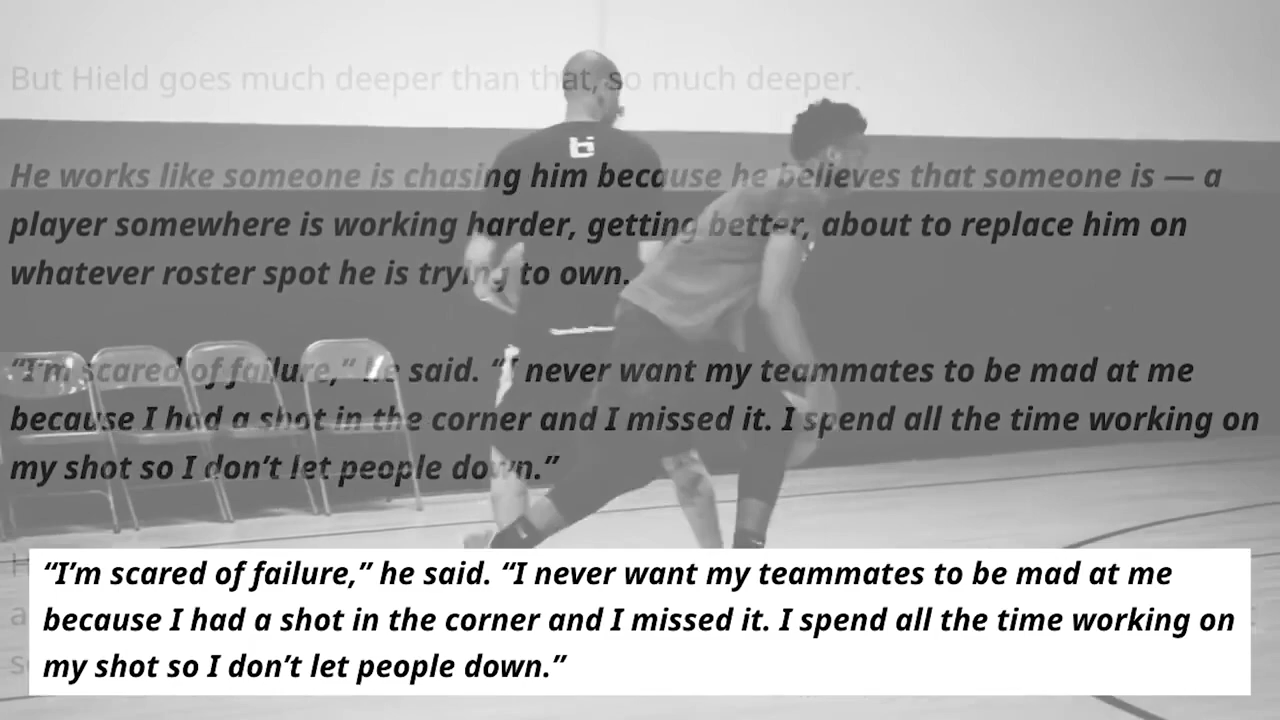 But Hield goes much deeper than that, so much deeper.
He works like someone is chasing him because he believes that someone is — a
player somewhere is working harder, getting better, about to replace him on
whatever roster spot he is trying to own.
“I’m scared of failure,” he said. “I never want my teammates to be mad at me
because I had a shot in the corner and I missed it. I spend all the time working on
my shot so I don’t let people down.”
“I’m scared of failure,” he said. “I never want my teammates to be mad at me
because I had a shot in the corner and I missed it. I spend all the time working on
my shot so I don’t let people down.”